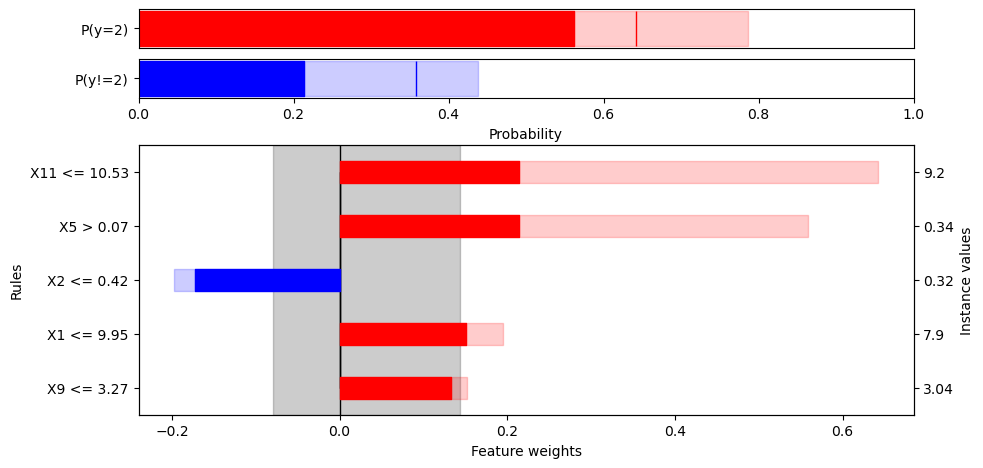 P(y=2)
P(y!=2)
0.0 0.2 0.4 0.6 0.8 1.0
Probability
X11 <= 10.53 9.2
X5 > 0.07 0.34
X2 <= 0.42 0.32
X1 <= 9.95 7.9
X9 <= 3.27 3.04
Rules
Instance values
−0.2 0.0 0.2 0.4 0.6
Feature weights